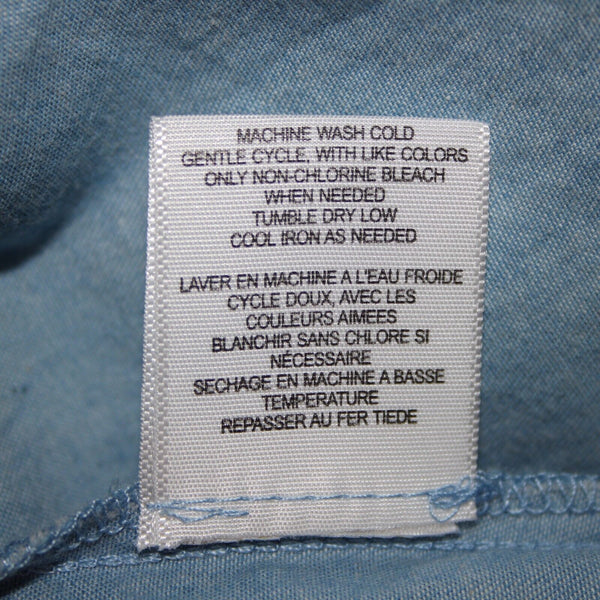 MACHINE WASH COLD
GENTLE CYCLE, WITH LIKE COLORS
ONLY NON-CHLORINE BLEACH
WHEN NEEDED
TUMBLE DRY LOW
COOL IRON AS NEEDED
LAVER EN MACHINE A L'EAU FROIDE
CYCLE DOUX, AVEC LES
COULEURS AIMEES
BLANCHIR SANS CHLORE SI
NÉCESSAIRE
SECHAGE EN MACHINE A BASSE
TEMPERATURE
REPASSER AU FER TIEDE